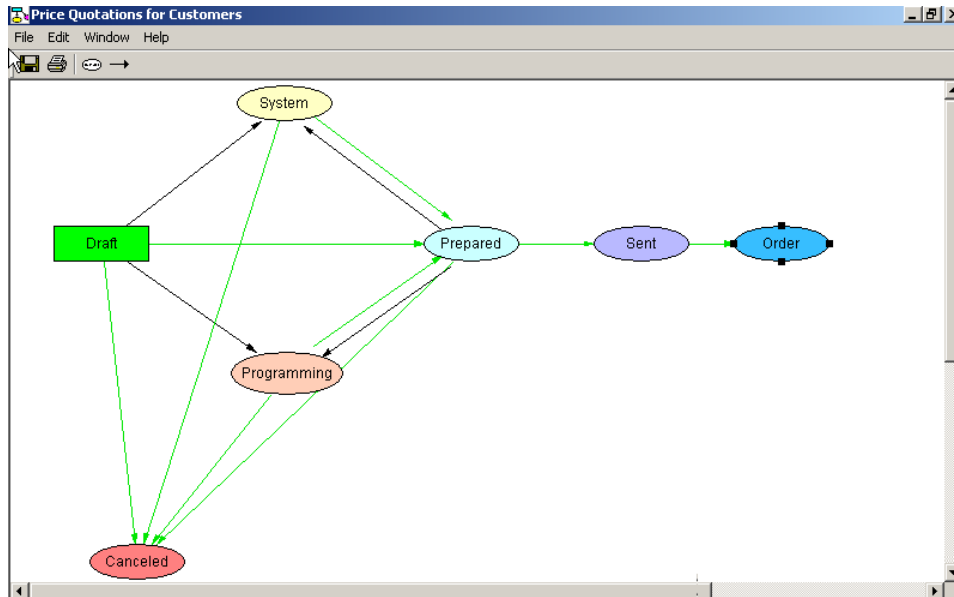 Price Quotations for Customers
File Edit Window Help
System
Draft
Prepared
Sent
Order
Programming
Canceled